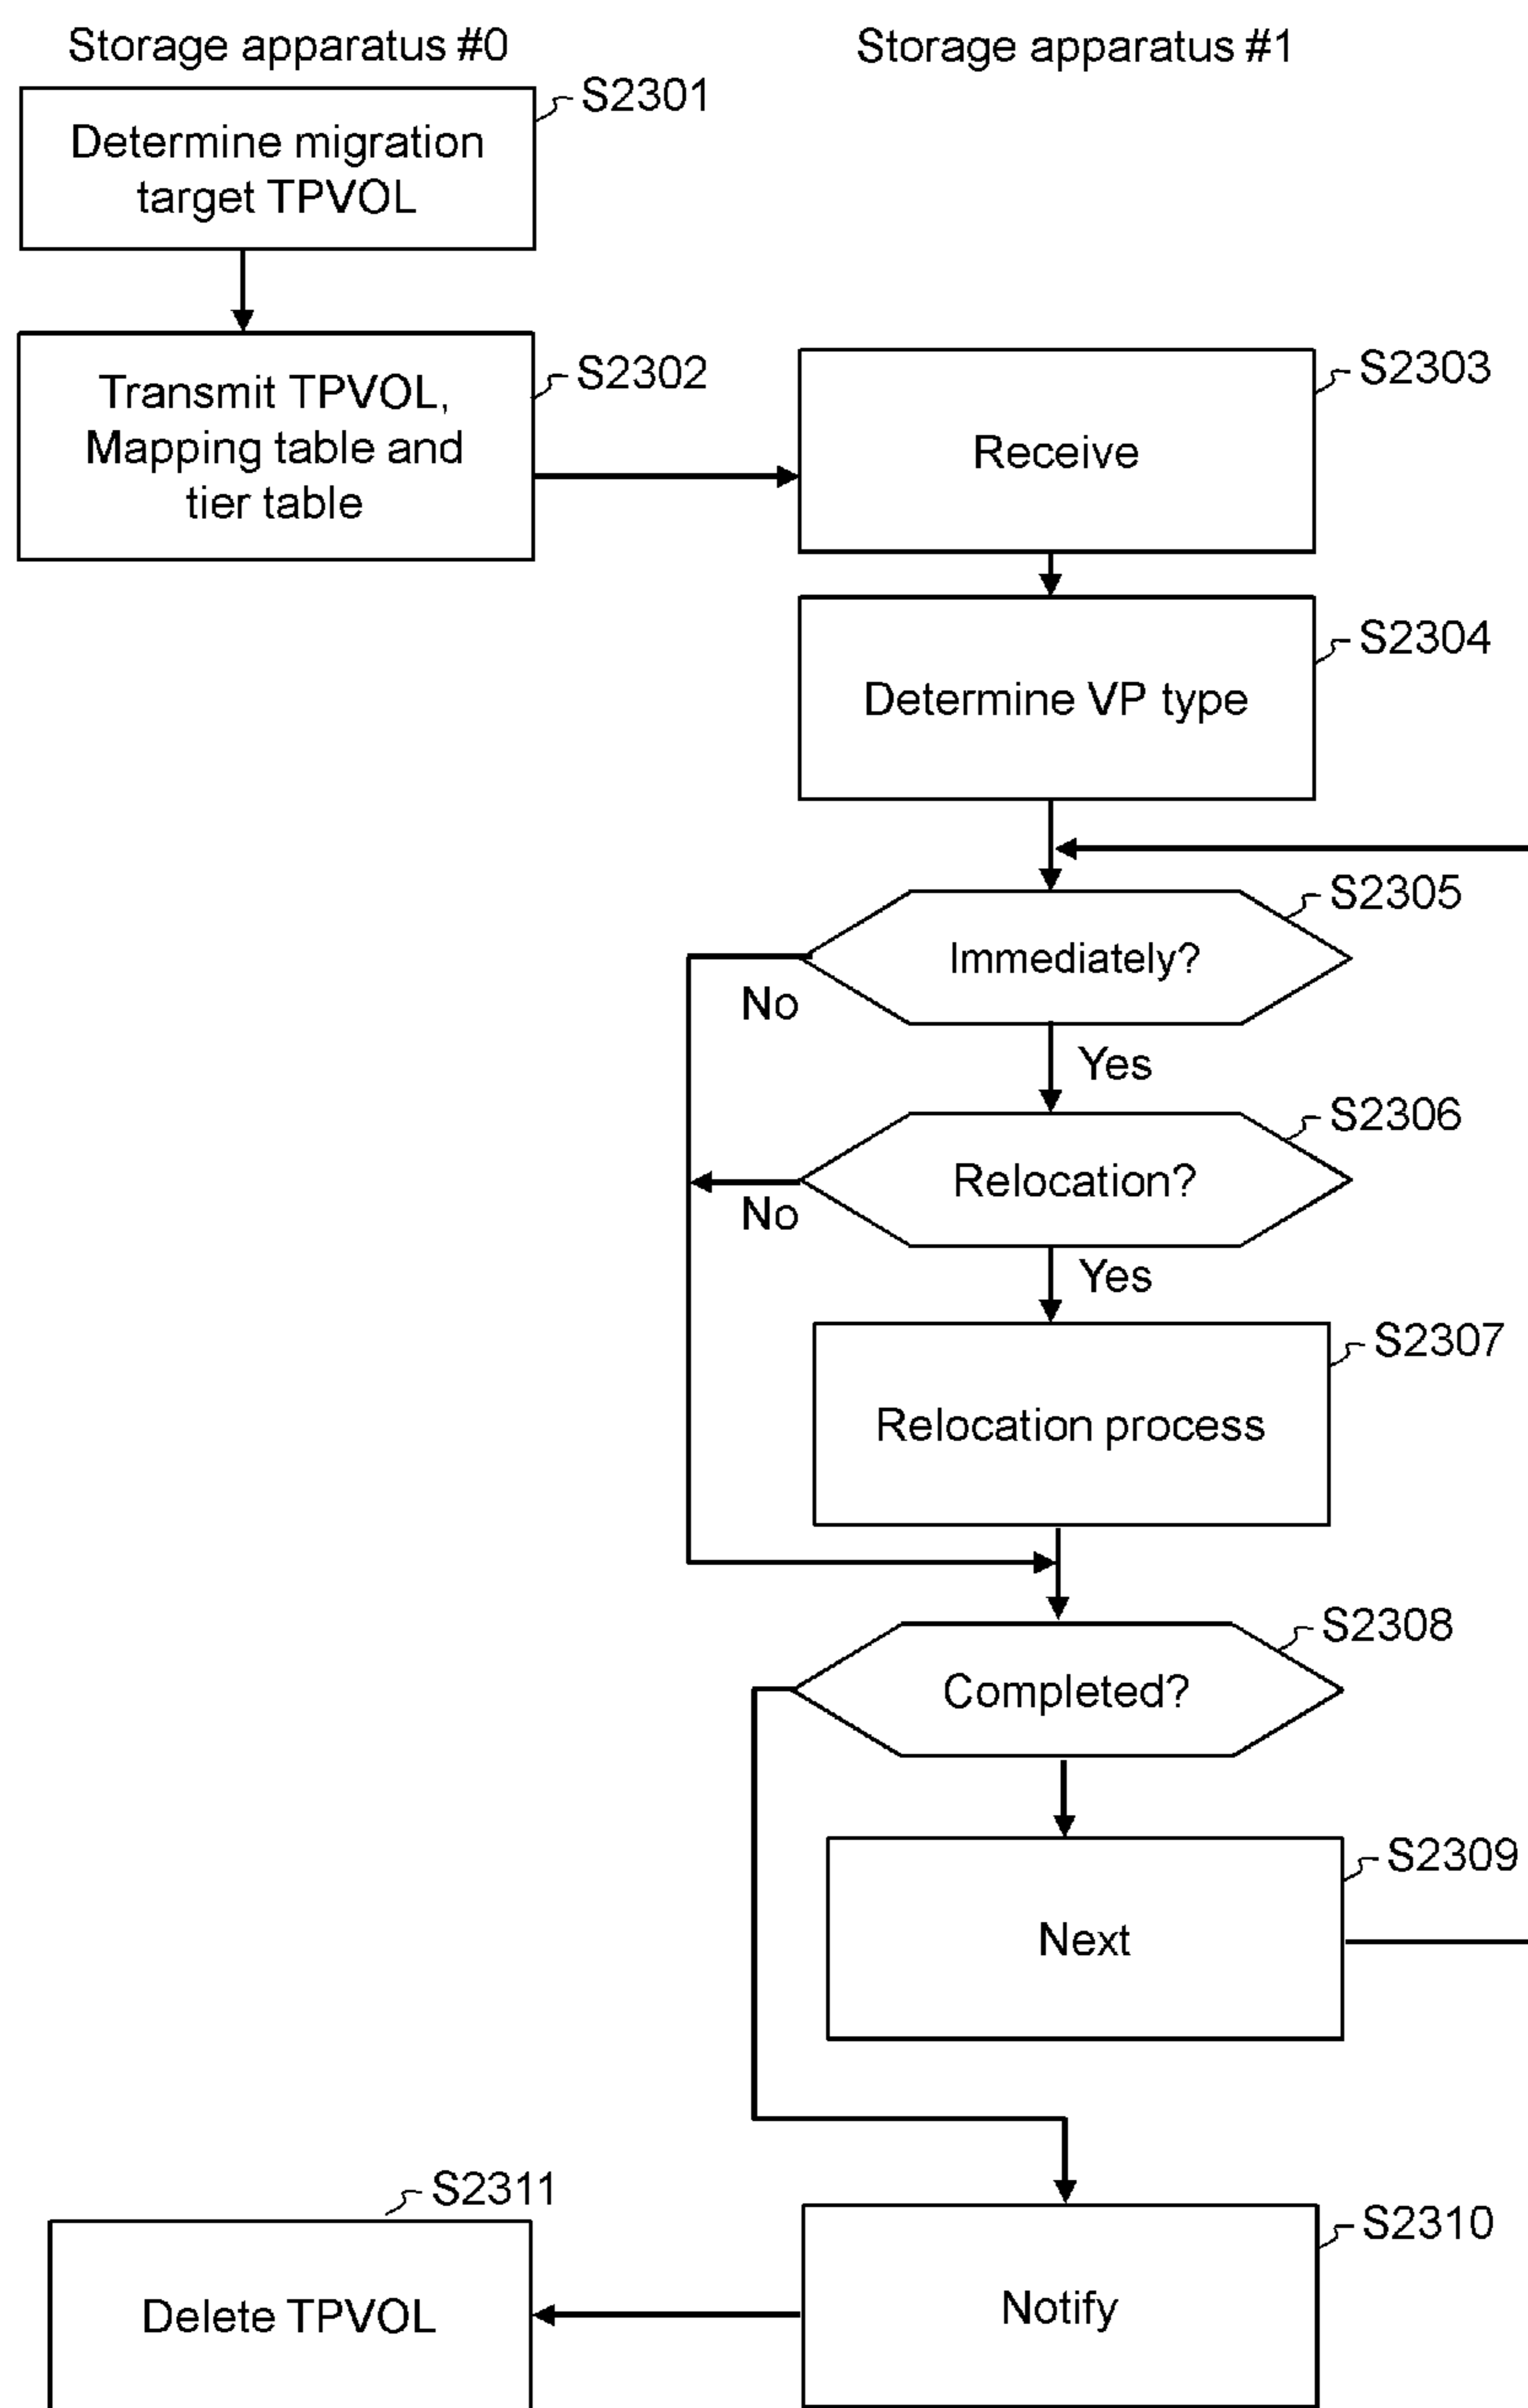 Storage apparatus #0
Storage apparatus #1
S2301
Determine migration
target TPVOL
S2302
Transmit TPVOL,
Mapping table and
tier table
S2303
Receive
S2304
Determine VP type
S2305
Immediately?
No
Yes
S2306
Relocation?
No
Yes
S2307
Relocation process
S2308
Completed?
S2309
Next
S2310
Notify
S2311
Delete TPVOL